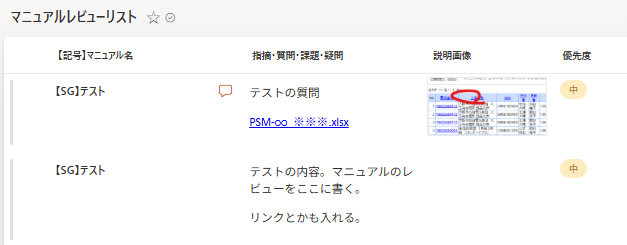 マニュアルレビューリスト
【記号】マニュアル名
指摘・質問・課題・疑問
説明画像
優先度
【SG】テスト
テストの質問
PSM-oo_※※※.xlsx
中
【SG】テスト
テストの内容。マニュアルのレ
ビューをここに書く。
リンクとかも入れる。
中